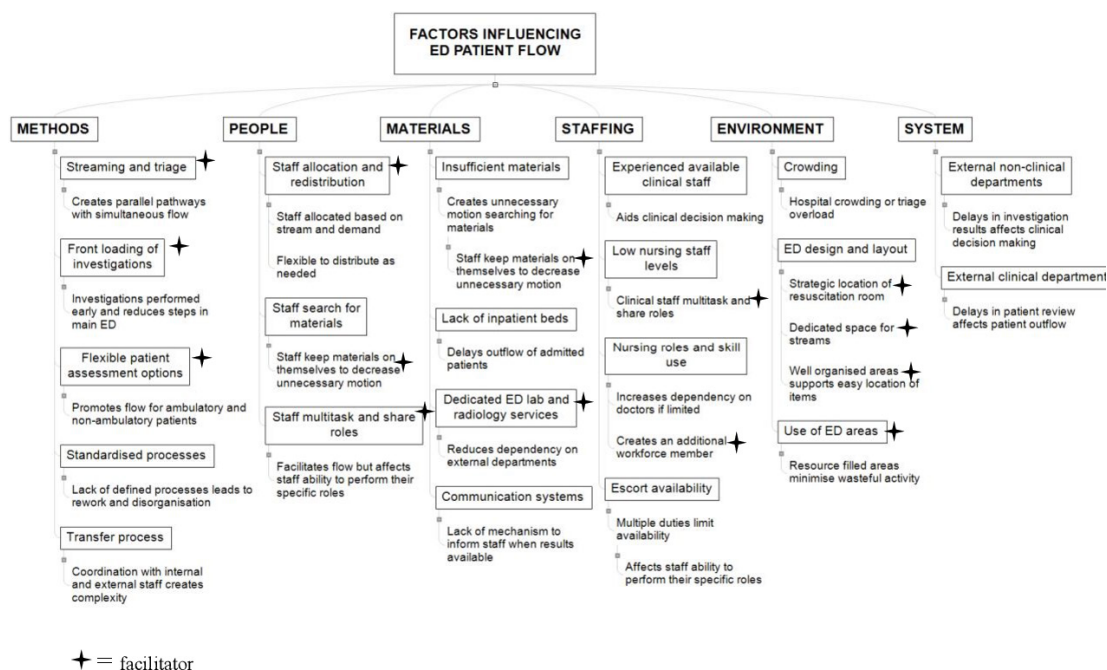 FACTORS INFLUENCING
ED PATIENT FLOW
METHODS
Streaming and triage
Creates parallel pathways
with simultaneous flow
Front loading of
investigations
Investigations performed
early and reduces steps in
main ED
Flexible patient
assessment options
Promotes flow for ambulatory and
non-ambulatory patients
Standardised processes
Lack of defined processes leads to
rework and disorganisation
Transfer process
Coordination with internal
and external staff creates
complexity
PEOPLE
Staff allocation and
redistribution
Staff allocated based on
stream and demand
Flexible to distribute as
needed
Staff search for
materials
Staff keep materials on
themselves to decrease
unnecessary motion
Staff multitask and share
roles
Facilitates flow but affects
staff ability to perform their
specific roles
MATERIALS
Insufficient materials
Creates unnecessary
motion searching for
materials
Staff keep materials on
themselves to decrease
unnecessary motion
Lack of inpatient beds
Delays outflow of admitted
patients
Dedicated ED lab and
radiology services
Reduces dependency on
external departments
Communication systems
Lack of mechanism to
inform staff when results
available
STAFFING
Experienced available
clinical staff
Aids clinical decision making
Low nursing staff
levels
Clinical staff multitask and
share roles
Nursing roles and skill
use
Increases dependency on
doctors if limited
Creates an additional
workforce member
Escort availability
Multiple duties limit
availability
Affects staff ability to
perform their specific roles
ENVIRONMENT
Crowding
Hospital crowding or triage
overload
ED design and layout
Strategic location of
resuscitation room
Dedicated space for
streams
Well organised areas
supports easy location of
items
Use of ED areas
Resource filled areas
minimise wasteful activity
SYSTEM
External non-clinical
departments
Delays in investigation
results affects clinical
decision making
External clinical department
Delays in patient review
affects patient outflow
= facilitator